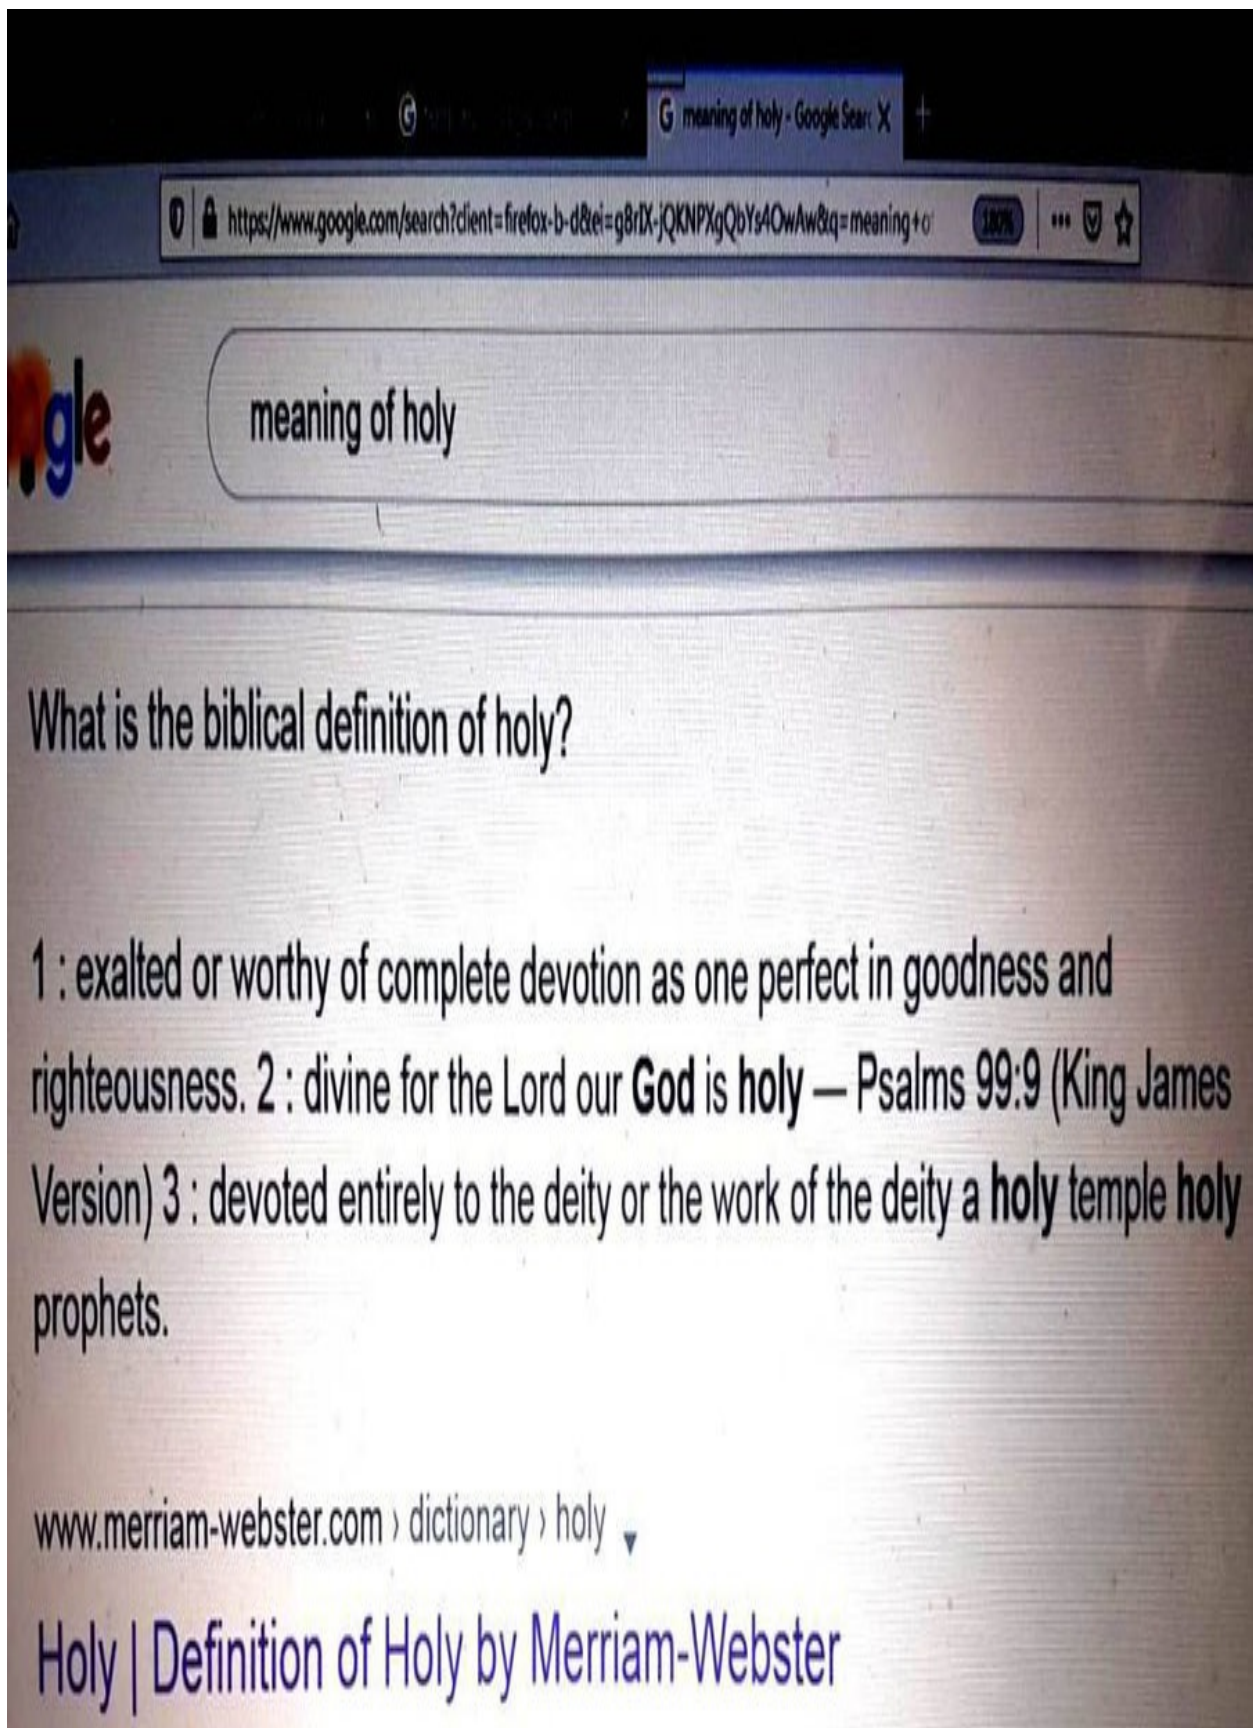 meaning of holy - Google Sear
https://www.google.com/search?client=firefox-b-d&ei=g8rIX-jQKNPXgQbYs4OwAw&q=meaning+o
180%
gle
meaning of holy
What is the biblical definition of holy?
1 : exalted or worthy of complete devotion as one perfect in goodness and
righteousness. 2 : divine for the Lord our God is holy — Psalms 99:9 (King James
Version) 3 : devoted entirely to the deity or the work of the deity a holy temple holy
prophets.
www.merriam-webster.com › dictionary › holy
Holy | Definition of Holy by Merriam-Webster